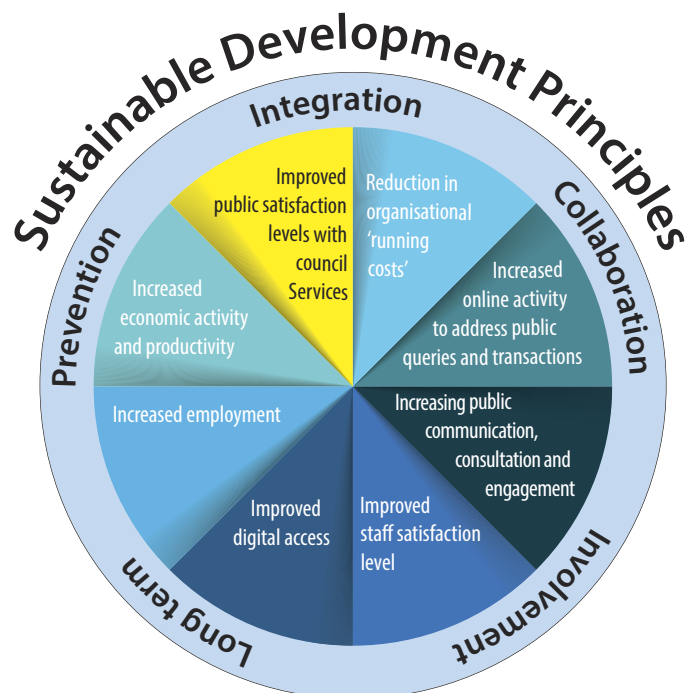 Sustainable Development Principles
Integration
Collaboration
Involvement
Long term
Prevention
Improved
public satisfaction
levels with
council
Services
Reduction in
organisational
‘running
costs’
Increased
online activity
to address public
queries and transactions
Increasing public
communication,
consultation and
engagement
Improved
staff satisfaction
level
Improved
digital access
Increased employment
Increased
economic activity
and productivity